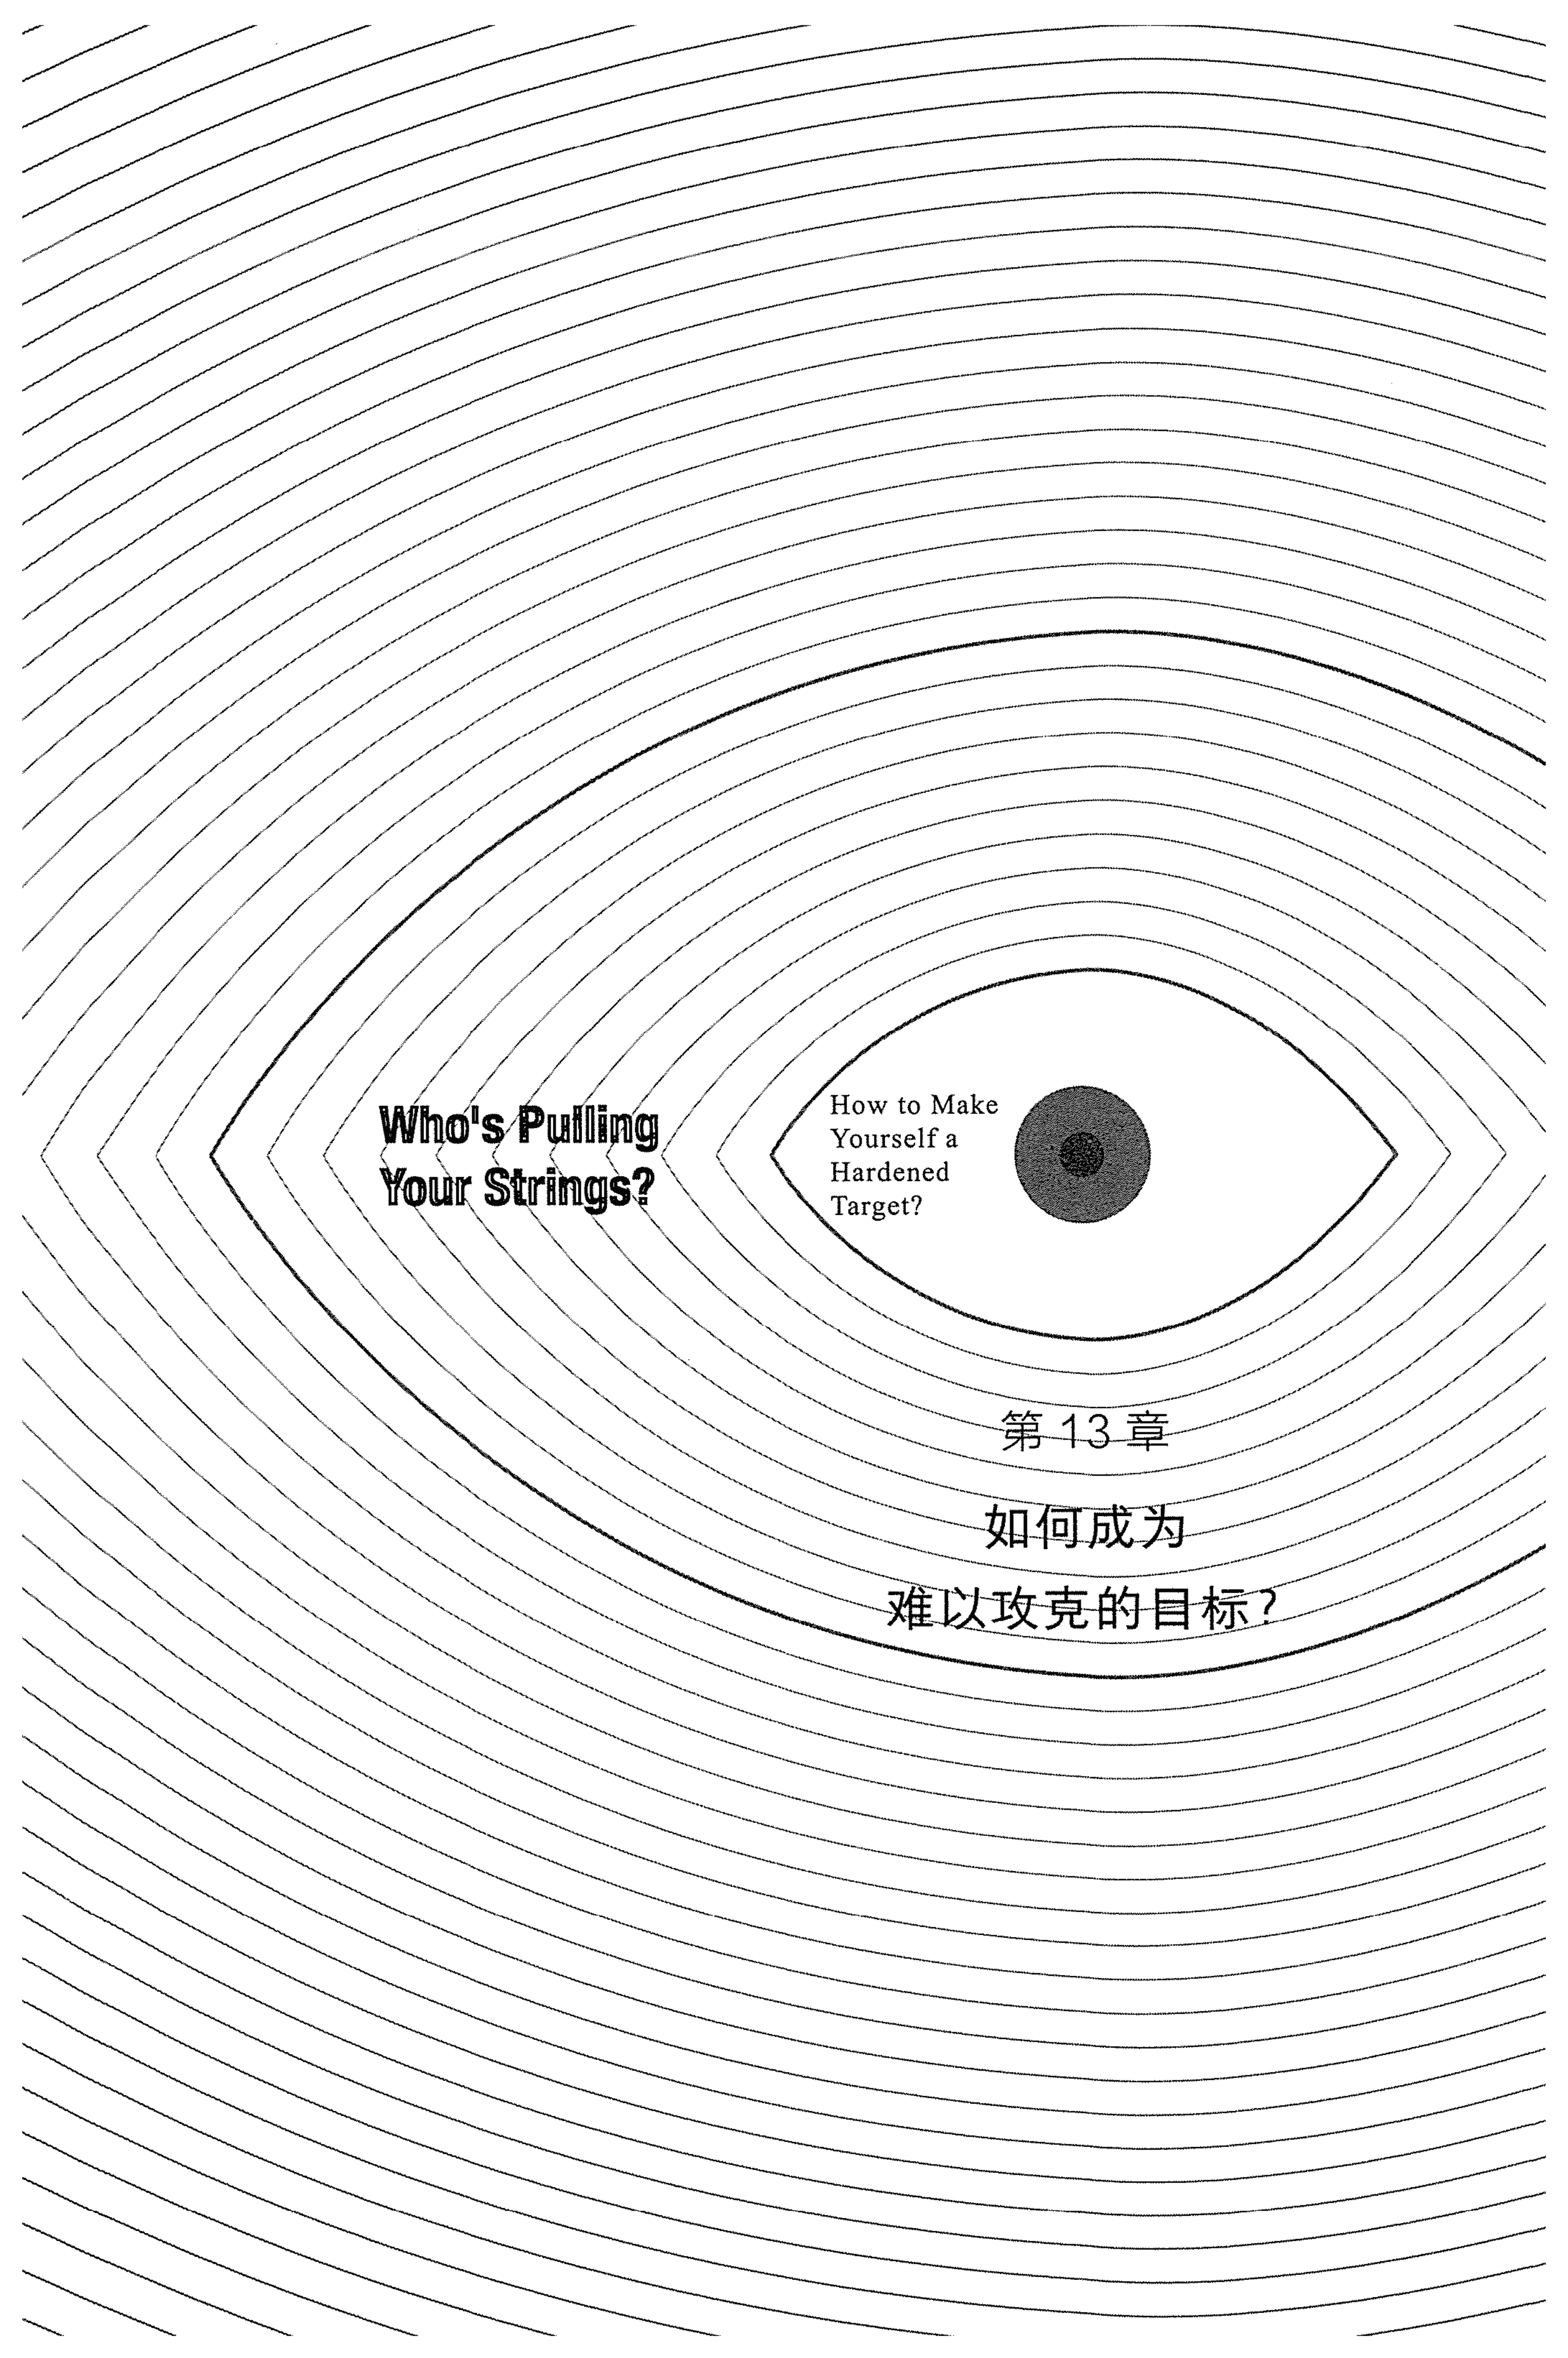 Who's Pulling
Your Strings?
How to Make
Yourself a
Hardened
Target?
第 13 章
如何成为
难以攻克的目标?